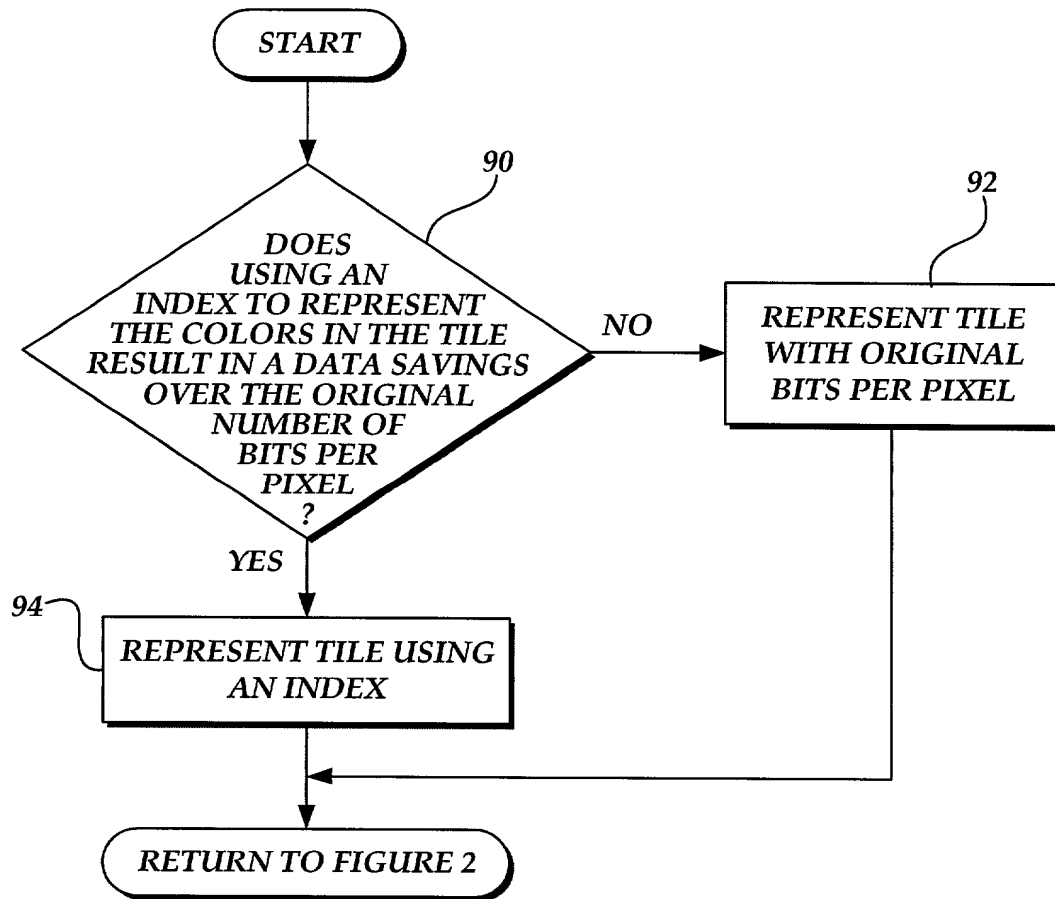 START
90
DOES
USING AN
INDEX TO REPRESENT
THE COLORS IN THE TILE
RESULT IN A DATA SAVINGS
OVER THE ORIGINAL
NUMBER OF
BITS PER
PIXEL
?
NO
92
REPRESENT TILE
WITH ORIGINAL
BITS PER PIXEL
YES
94
REPRESENT TILE USING
AN INDEX
RETURN TO FIGURE 2